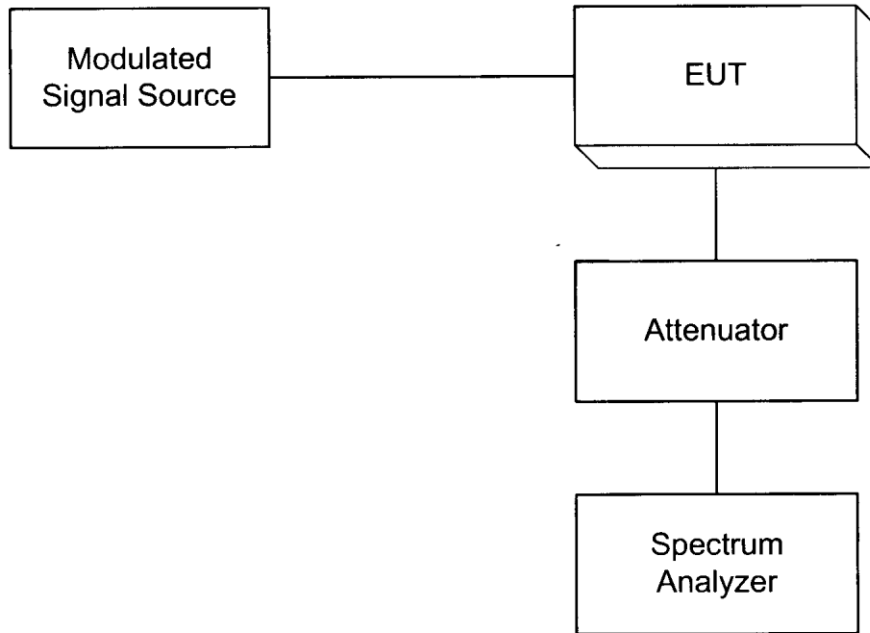 Modulated
Signal Source
EUT
Attenuator
Spectrum
Analyzer